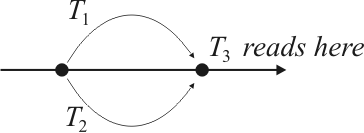 T₁
T₃ reads here
T₂